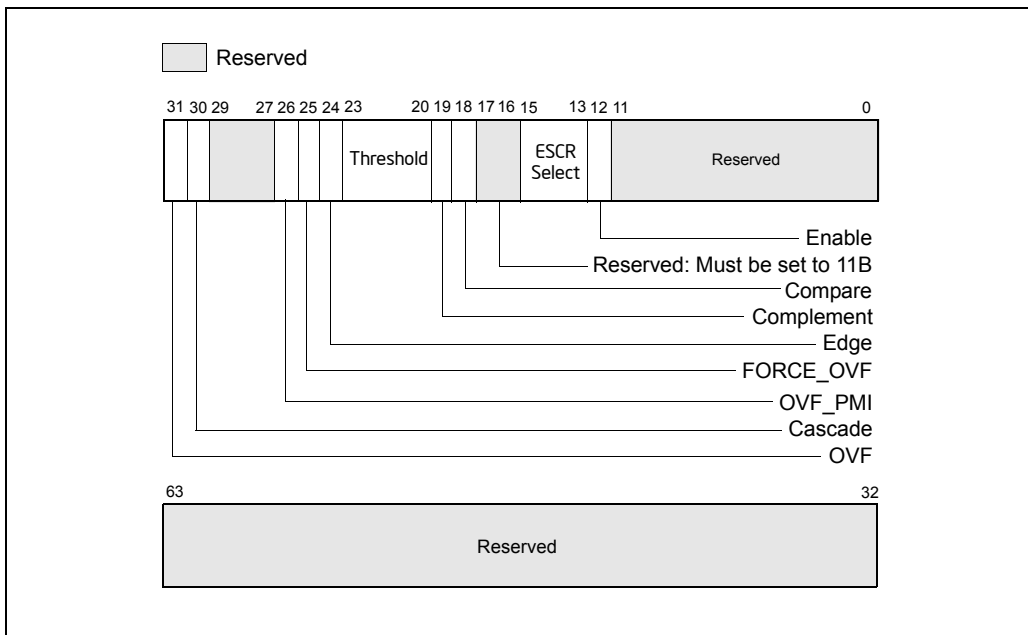 Reserved
31 30 29 27 26 25 24 23 20 19 18 17 16 15 13 12 11 0
Threshold
ESCR
Select
Reserved
Enable
Reserved: Must be set to 11B
Compare
Complement
Edge
FORCE_OVF
OVF_PMI
Cascade
OVF
63 32
Reserved